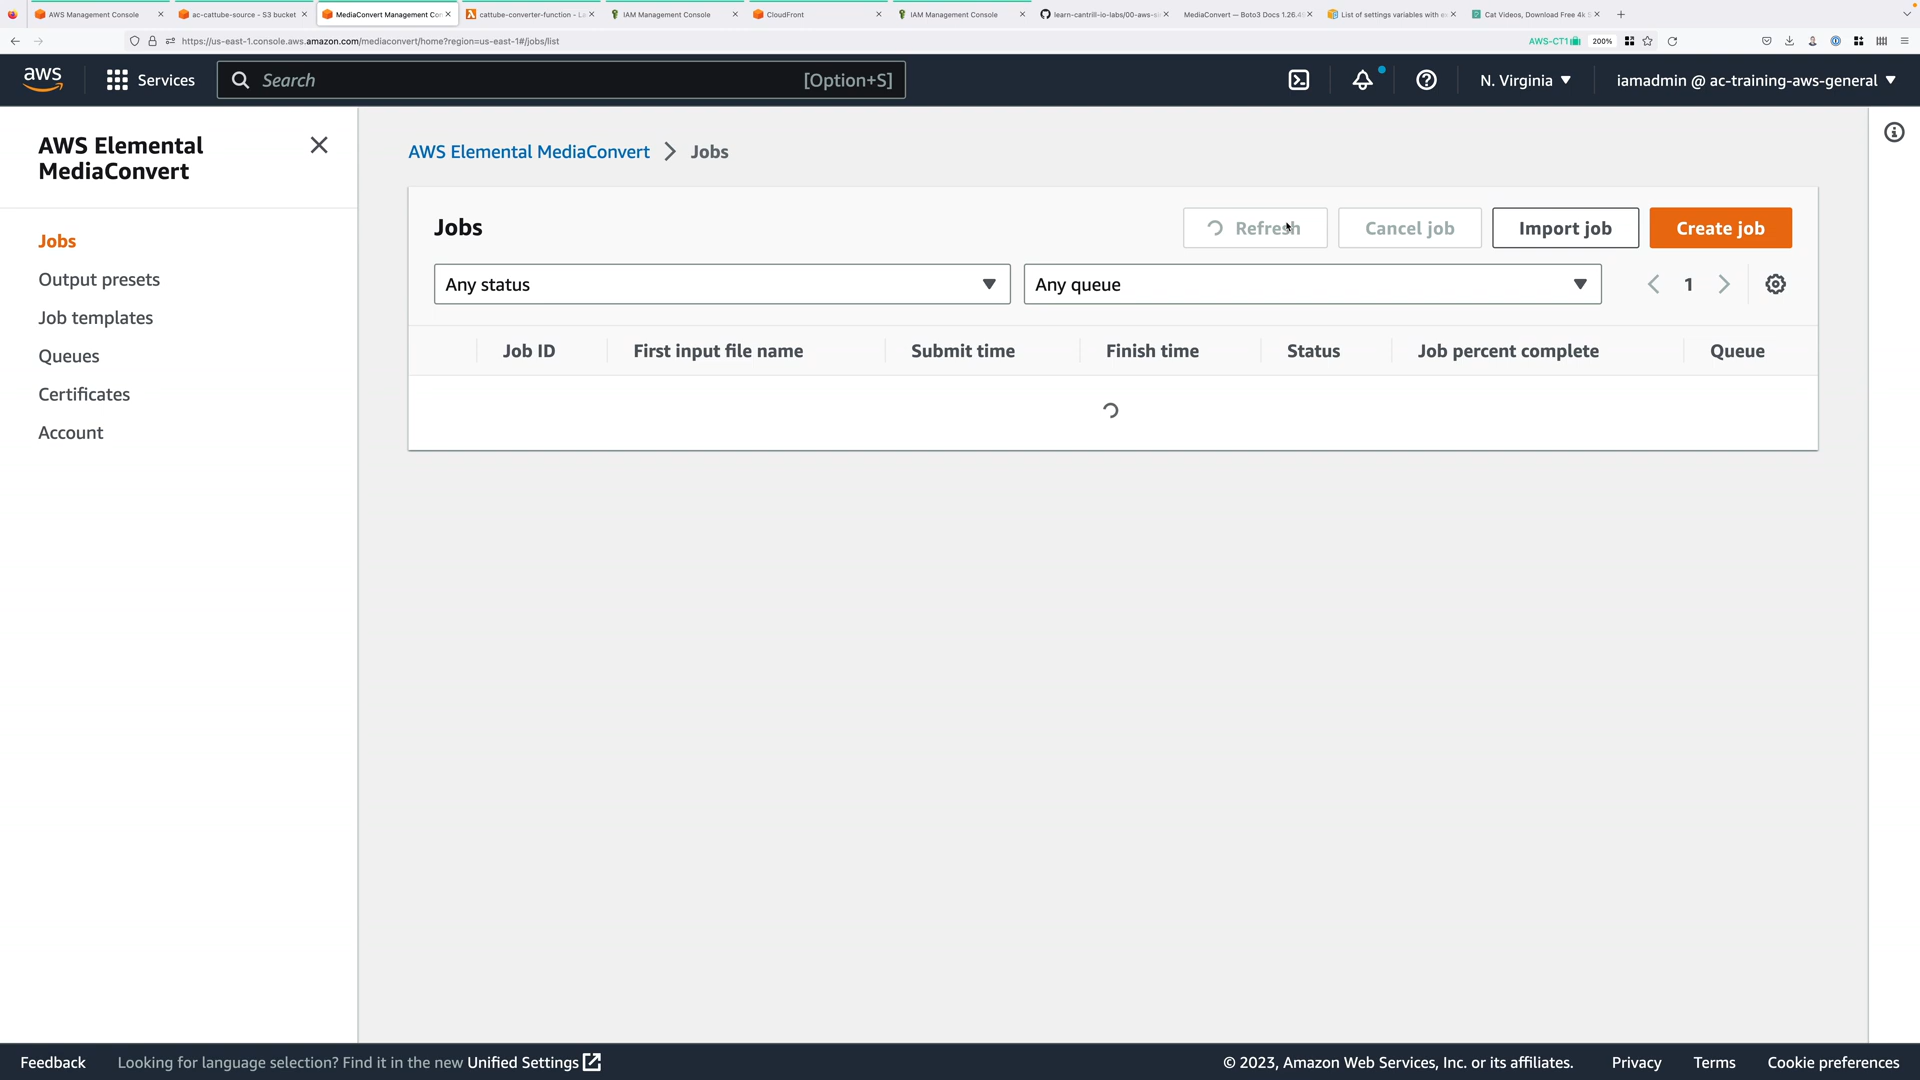 AWS Management Console
ac-cattube-source - S3 bucket
MediaConvert Management Con
cattube-converter-function - La
IAM Management Console
CloudFront
IAM Management Console
learn-cantrill-io-labs/00-aws-si
MediaConvert — Boto3 Docs 1.26.4
List of settings variables with ex
Cat Videos, Download Free 4k S
https://us-east-1.console.aws.amazon.com/mediaconvert/home?region=us-east-1#/jobs/list
AWS-CT1
200%
aws
Services
Search
[Option+S]
N. Virginia
iamadmin @ ac-training-aws-general
AWS Elemental
MediaConvert
Jobs
Output presets
Job templates
Queues
Certificates
Account
AWS Elemental MediaConvert
Jobs
Jobs
Refresh
Cancel job
Import job
Create job
Any status
Any queue
1
Job ID
First input file name
Submit time
Finish time
Status
Job percent complete
Queue
Feedback
Looking for language selection? Find it in the new Unified Settings
© 2023, Amazon Web Services, Inc. or its affiliates.
Privacy
Terms
Cookie preferences